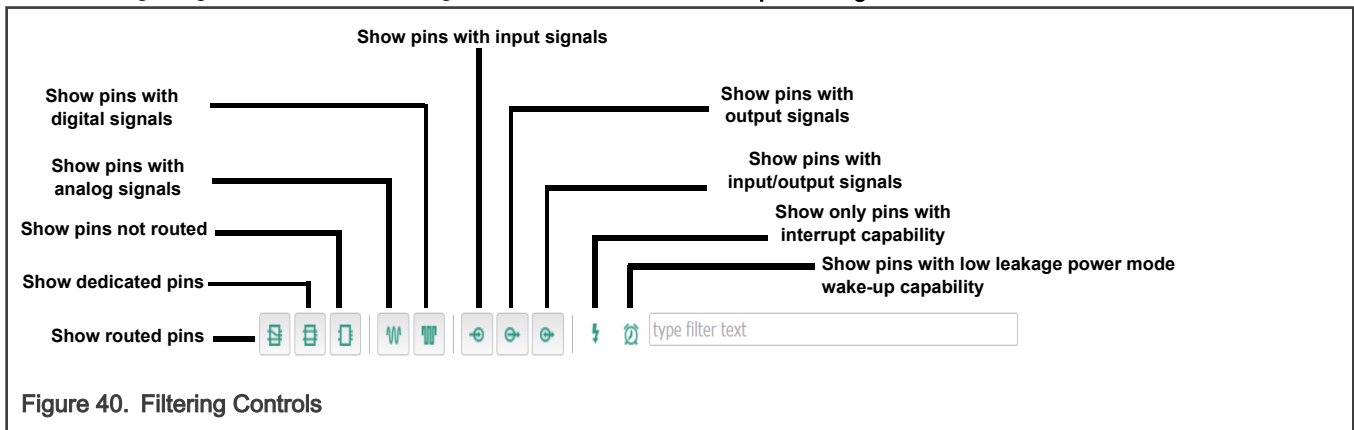 Show pins with input signals
Show pins with
digital signals
Show pins with
output signals
Show pins with
analog signals
Show pins with
input/output signals
Show pins not routed
Show only pins with
interrupt capability
Show dedicated pins
Show pins with low leakage power mode
wake-up capability
Show routed pins
type filter text
Figure 40. Filtering Controls